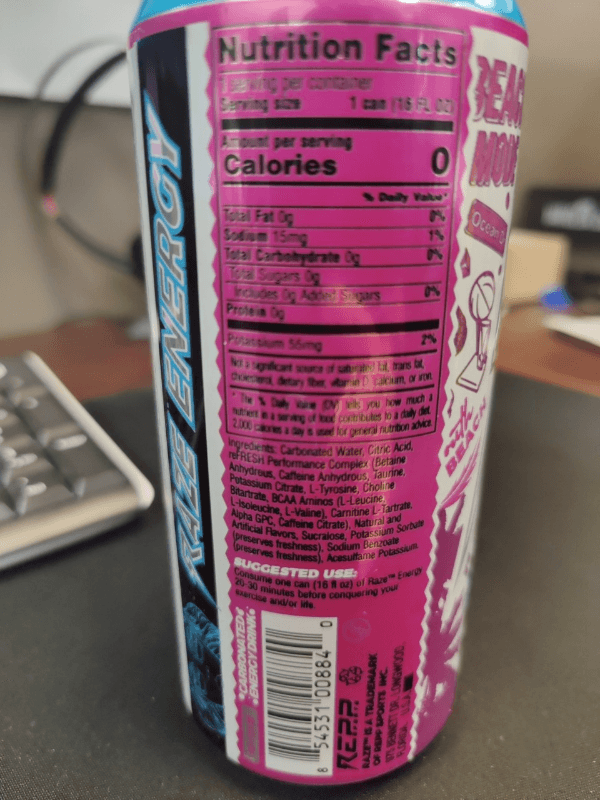 RAZE ENERGY
Nutrition Facts
1 serving per container
Serving size 1 can (16 FL OZ)
Amount per serving
Calories 0
% Daily Value*
Total Fat 0g 0%
Sodium 15mg 1%
Total Carbohydrate 0g 0%
Total Sugars 0g
Includes 0g Added Sugars 0%
Protein 0g
Potassium 55mg 2%
Not a significant source of saturated fat, trans fat,
cholesterol, dietary fiber, vitamin D, calcium, or iron.
* The % Daily Value (DV) tells you how much a
nutrient in a serving of food contributes to a daily diet.
2,000 calories a day is used for general nutrition advice.
Ingredients: Carbonated Water, Citric Acid,
reFRESH Performance Complex (Betaine
Anhydrous, Caffeine Anhydrous, Taurine,
Potassium Citrate, L-Tyrosine, Choline
Bitartrate, BCAA Aminos (L-Leucine,
L-Isoleucine, L-Valine), Carnitine L-Tartrate,
Alpha GPC, Caffeine Citrate), Natural and
Artificial Flavors, Sucralose, Potassium Sorbate
(preserves freshness), Sodium Benzoate
(preserves freshness), Acesulfame Potassium.
SUGGESTED USE:
Consume one can (16 fl oz) of Raze™ Energy
20-30 minutes before conquering your
exercise and/or life.
CARBONATED
ENERGY DRINK
8 54531 00884 0
REPP
SPORTS
RAZE™ IS A TRADEMARK
OF REPP SPORTS INC.
BENNETT DR. LONGWOOD,
FLORIDA U.S.A
Ocean D
BEACH